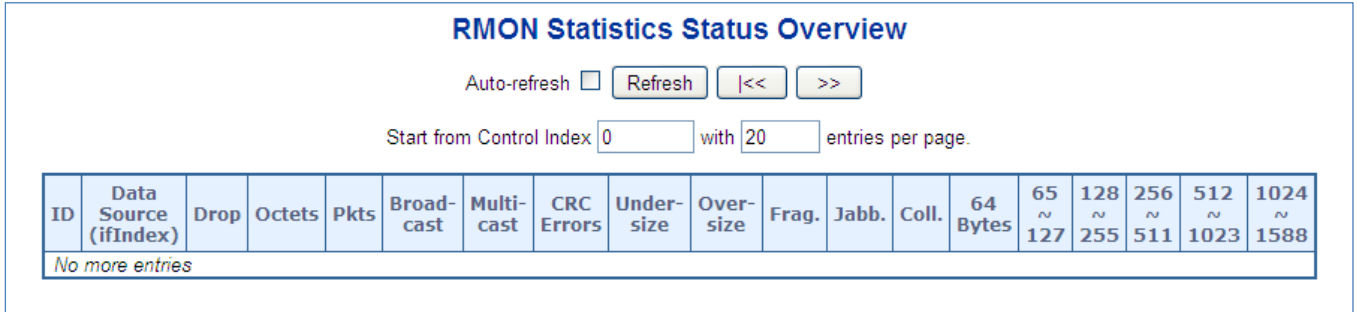 RMON Statistics Status Overview
Auto-refresh Refresh |<< >>
Start from Control Index 0 with 20 entries per page.
ID Data Source (ifIndex) Drop Octets Pkts Broad-cast Multi-cast CRC Errors Under-size Over-size Frag. Jabb. Coll. 64 Bytes 65 ~ 127 128 ~ 255 256 ~ 511 512 ~ 1023 1024 ~ 1588
No more entries